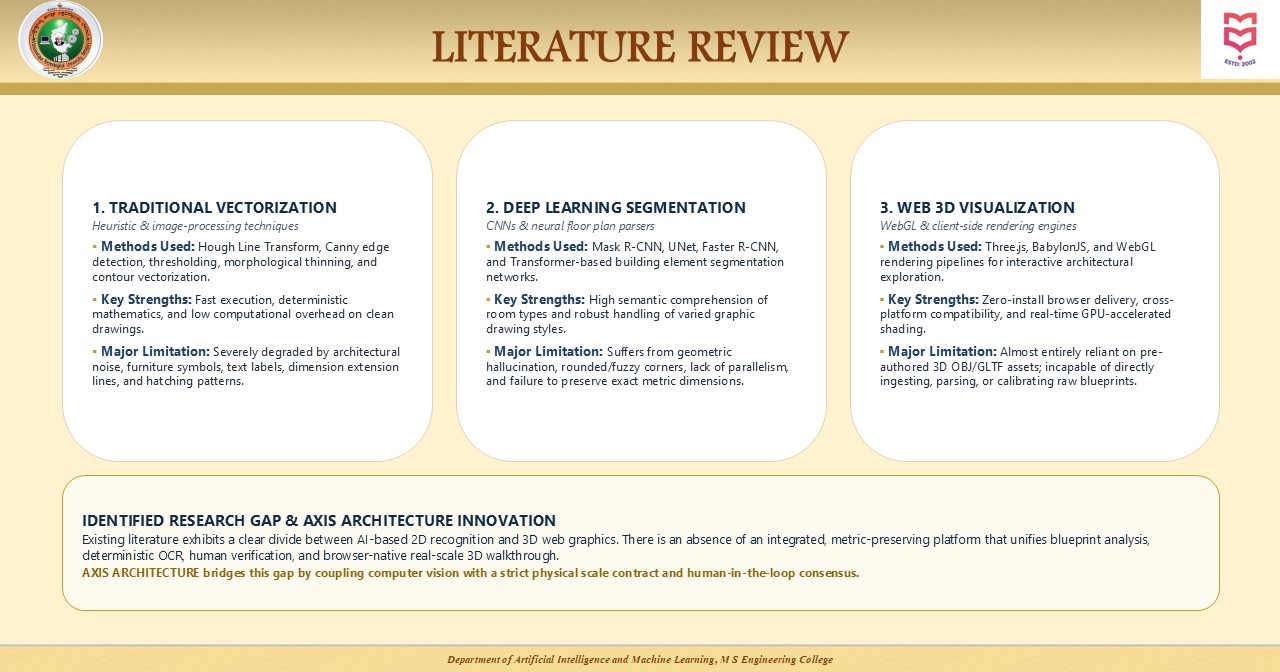 LITERATURE REVIEW
ESTD: 2002
1. TRADITIONAL VECTORIZATION
Heuristic & image-processing techniques
▪ Methods Used: Hough Line Transform, Canny edge
detection, thresholding, morphological thinning, and
contour vectorization.
▪ Key Strengths: Fast execution, deterministic
mathematics, and low computational overhead on clean
drawings.
▪ Major Limitation: Severely degraded by architectural
noise, furniture symbols, text labels, dimension extension
lines, and hatching patterns.
2. DEEP LEARNING SEGMENTATION
CNNs & neural floor plan parsers
▪ Methods Used: Mask R-CNN, UNet, Faster R-CNN,
and Transformer-based building element segmentation
networks.
▪ Key Strengths: High semantic comprehension of
room types and robust handling of varied graphic
drawing styles.
▪ Major Limitation: Suffers from geometric
hallucination, rounded/fuzzy corners, lack of parallelism,
and failure to preserve exact metric dimensions.
3. WEB 3D VISUALIZATION
WebGL & client-side rendering engines
▪ Methods Used: Three.js, BabylonJS, and WebGL
rendering pipelines for interactive architectural
exploration.
▪ Key Strengths: Zero-install browser delivery, cross-
platform compatibility, and real-time GPU-accelerated
shading.
▪ Major Limitation: Almost entirely reliant on pre-
authored 3D OBJ/GLTF assets; incapable of directly
ingesting, parsing, or calibrating raw blueprints.
IDENTIFIED RESEARCH GAP & AXIS ARCHITECTURE INNOVATION
Existing literature exhibits a clear divide between AI-based 2D recognition and 3D web graphics. There is an absence of an integrated, metric-preserving platform that unifies blueprint analysis,
deterministic OCR, human verification, and browser-native real-scale 3D walkthrough.
AXIS ARCHITECTURE bridges this gap by coupling computer vision with a strict physical scale contract and human-in-the-loop consensus.
Department of Artificial Intelligence and Machine Learning, M S Engineering College